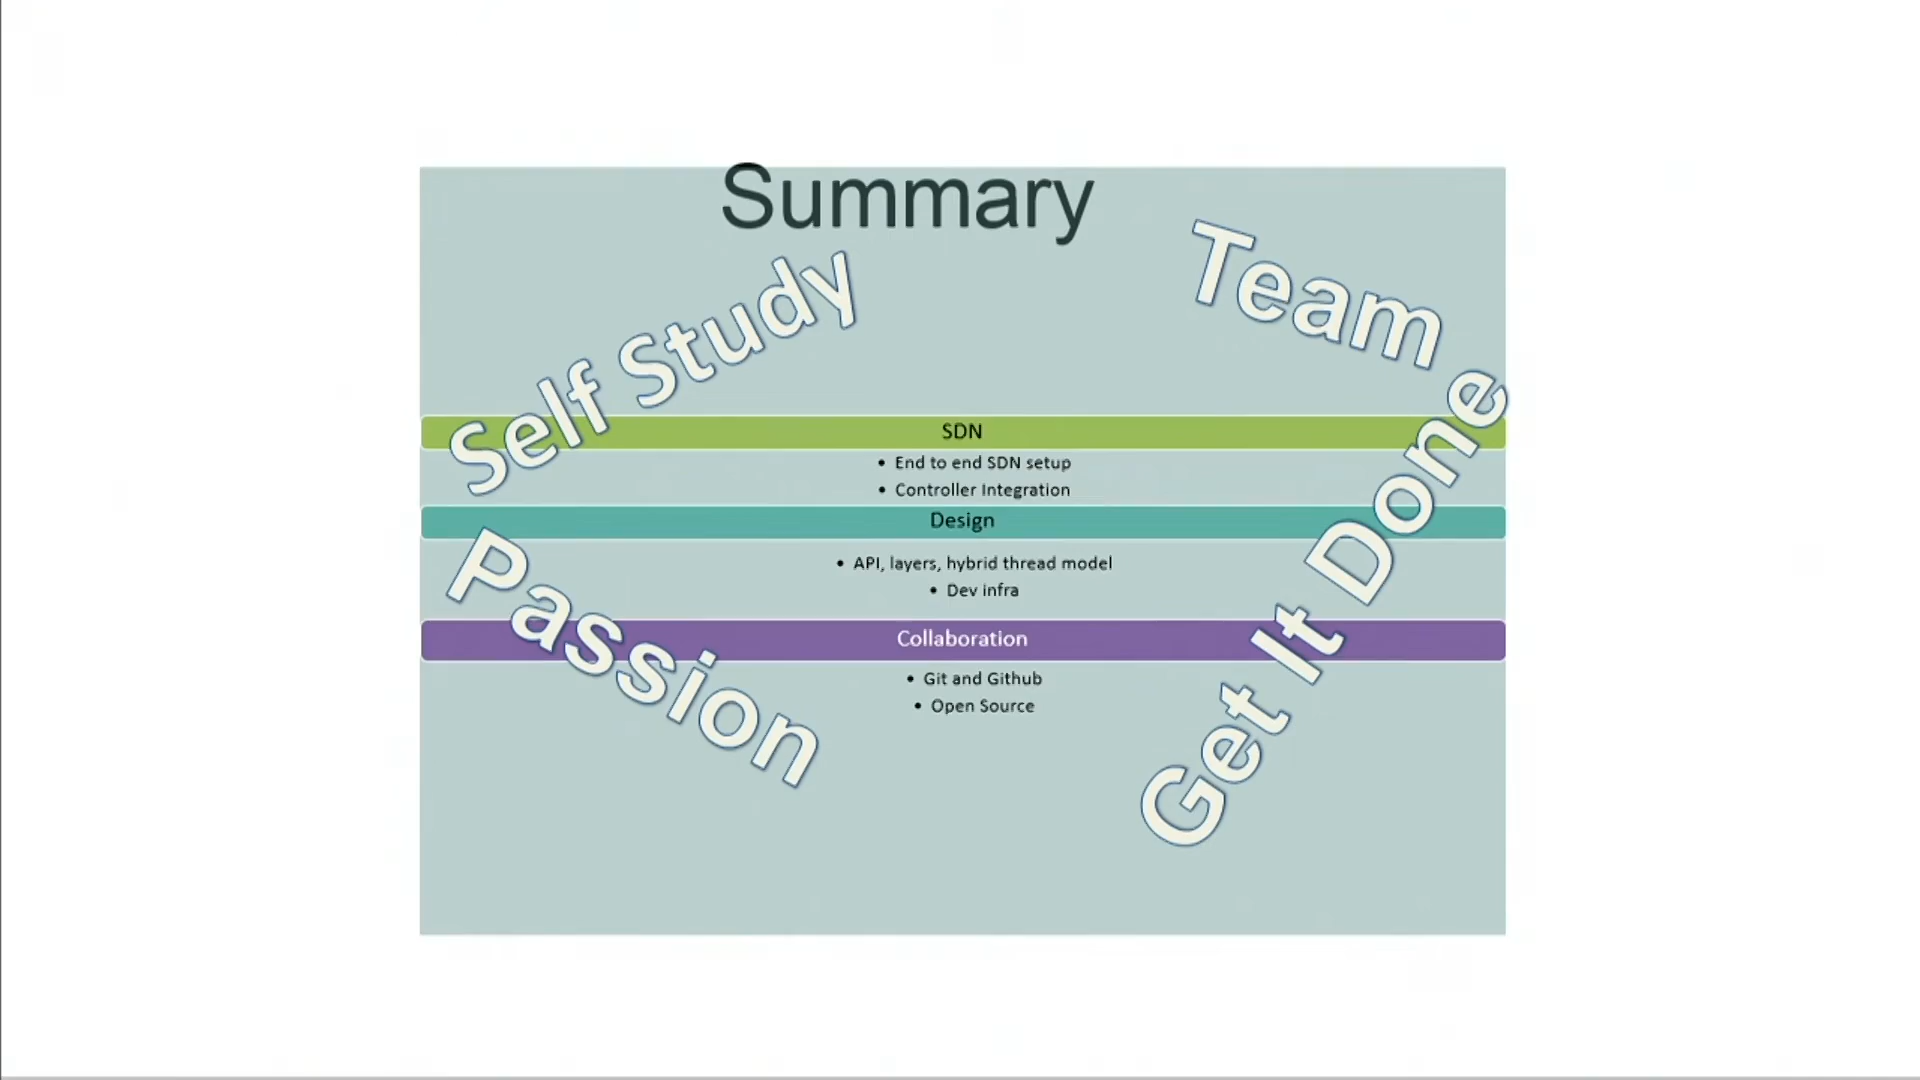 Summary
Self Study
Team
SDN
• End to end SDN setup
• Controller Integration
Design
• API, layers, hybrid thread model
• Dev infra
Collaboration
• Git and Github
• Open Source
Passion
Get It Done